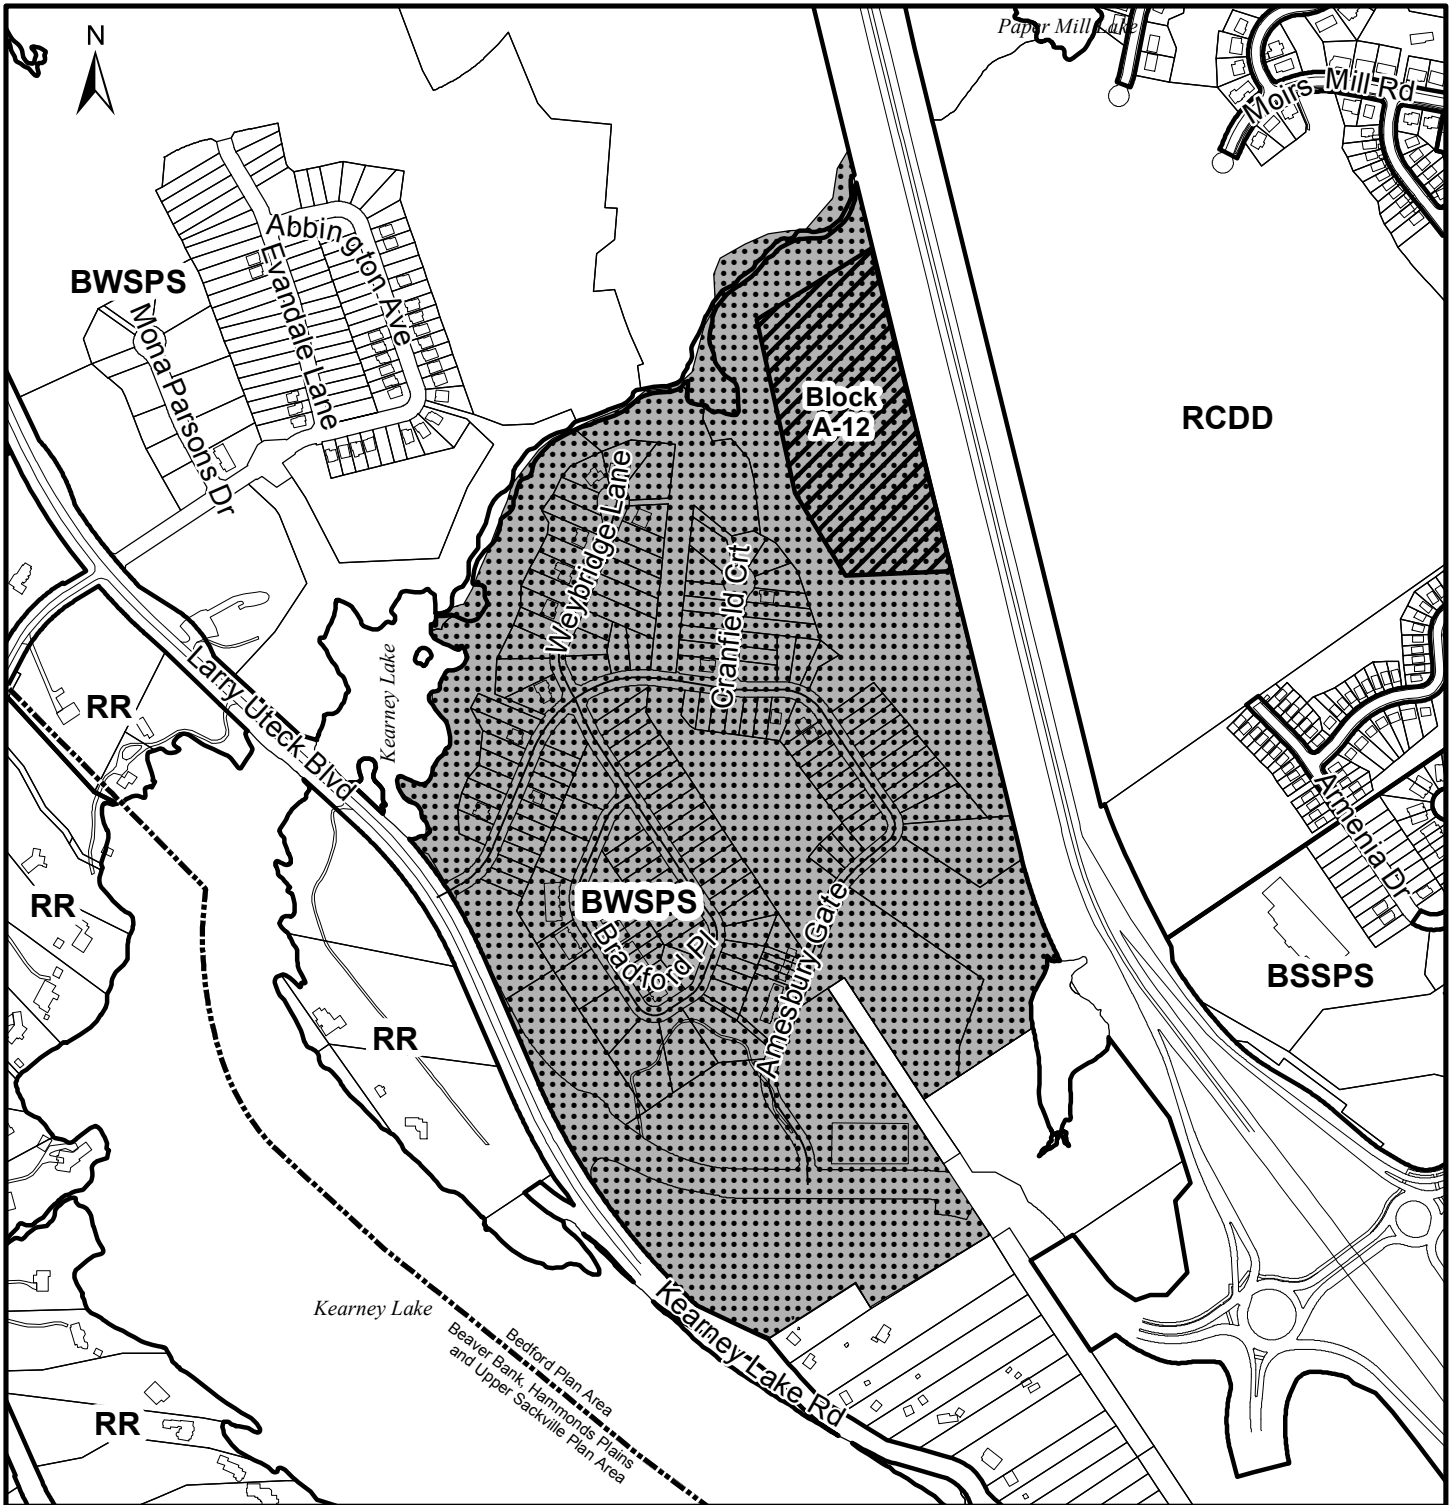 N
Paper Mill Lake
Moirs Mill Rd
Abbington Ave
BWSPS
Evandale Lane
Mona Parsons Dr
Block
A-12
RCDD
Weybridge Lane
Cranfield Crt
Kearney Lake
Larry Uteck Blvd
RR
Armenia Dr
RR
BWSPS
Bradford Pl
Amesbury Gate
BSSPS
RR
Kearney Lake
Kearney Lake Rd
Bedford Plan Area
Beaver Bank, Hammonds Plains
and Upper Sackville Plan Area
RR